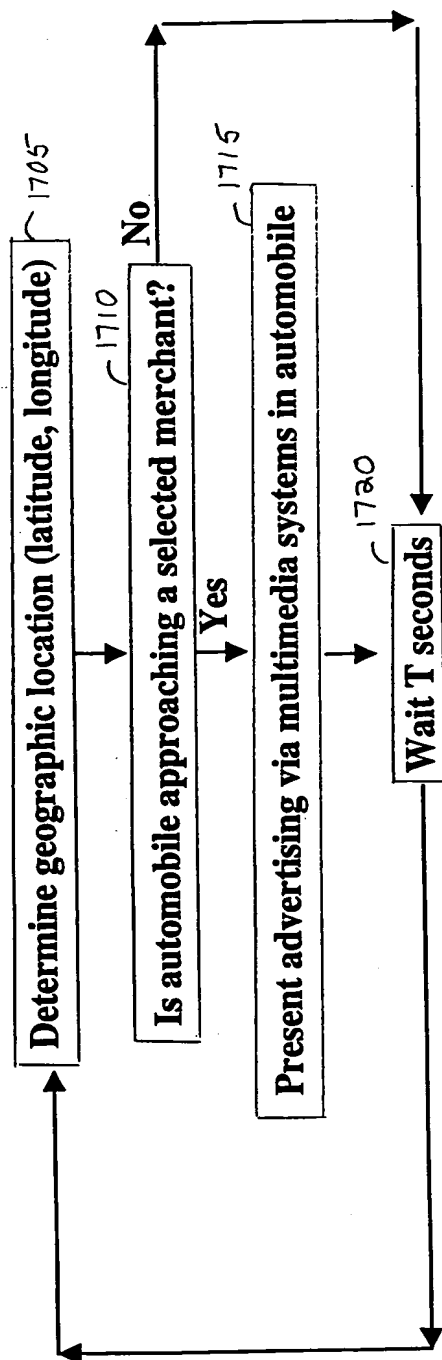 Determine geographic location (latitude, longitude)
1705
1710
Is automobile approaching a selected merchant?
No
Yes
1715
Present advertising via multimedia systems in automobile
1720
Wait T seconds